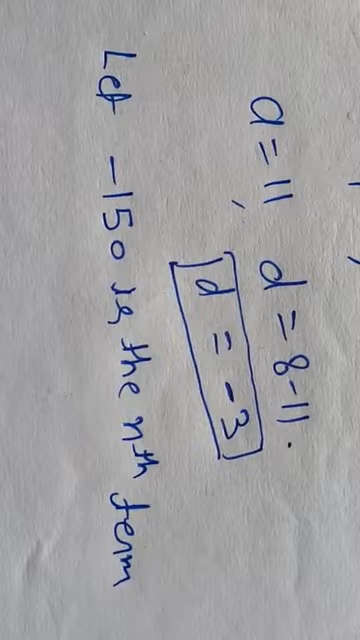 a = 11, d = 8-11.
d = -3
Let -150 is the nth term